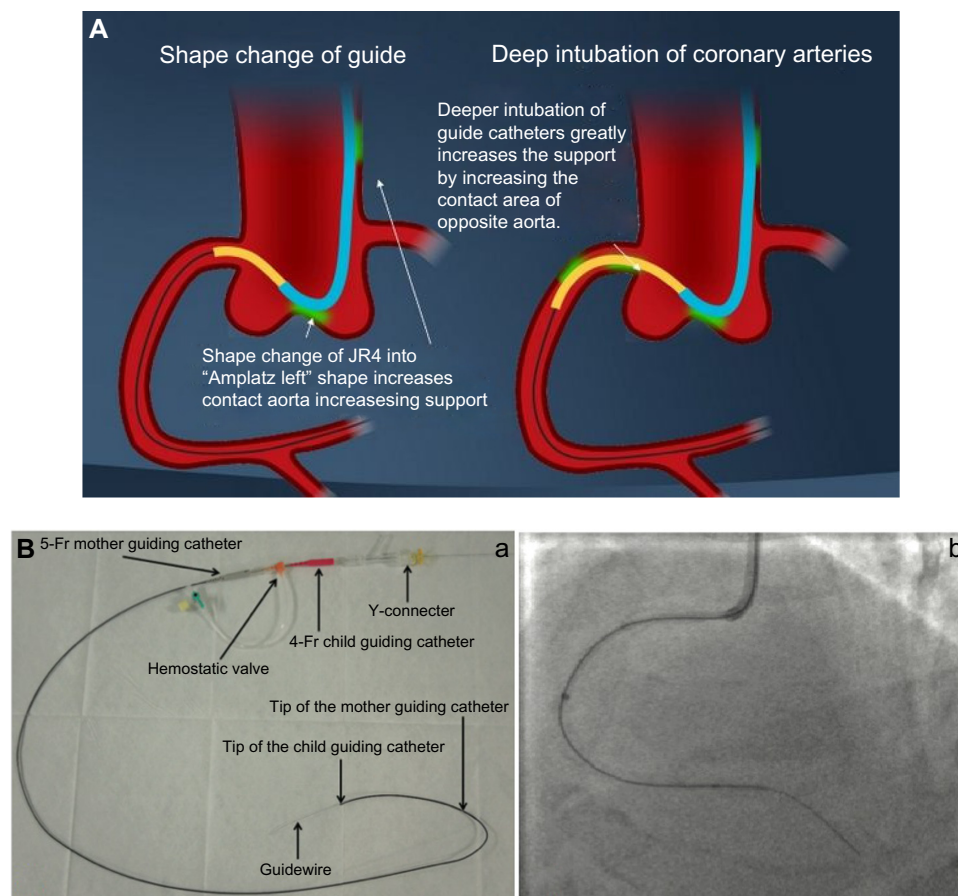 A
Shape change of guide
Deep intubation of coronary arteries
Deeper intubation of
guide catheters greatly
increases the support
by increasing the
contact area of
opposite aorta.
Shape change of JR4 into
“Amplatz left” shape increases
contact aorta increasesing support
B
a
5-Fr mother guiding catheter
Y-connecter
4-Fr child guiding catheter
Hemostatic valve
Tip of the mother guiding catheter
Tip of the child guiding catheter
Guidewire
b